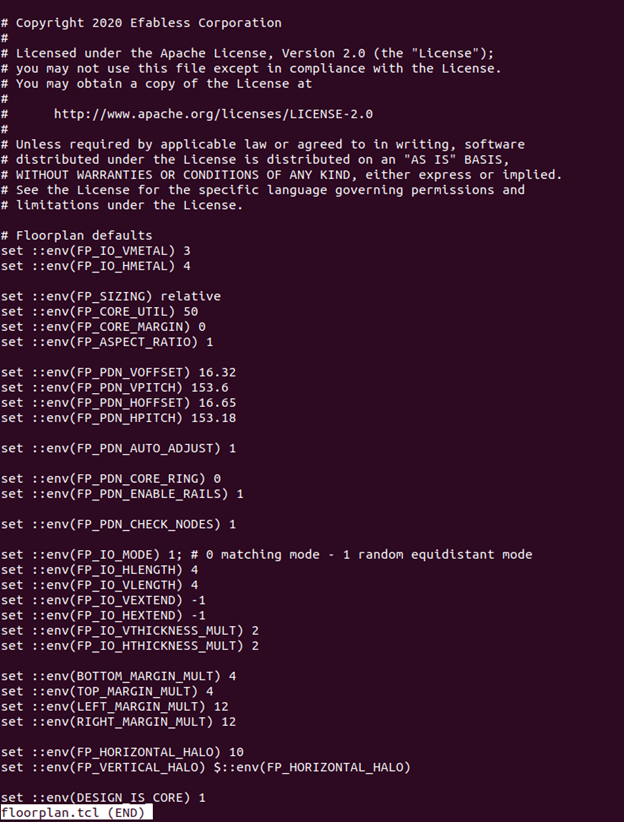 # Copyright 2020 Efabless Corporation
#
# Licensed under the Apache License, Version 2.0 (the "License");
# you may not use this file except in compliance with the License.
# You may obtain a copy of the License at
#
#      http://www.apache.org/licenses/LICENSE-2.0
#
# Unless required by applicable law or agreed to in writing, software
# distributed under the License is distributed on an "AS IS" BASIS,
# WITHOUT WARRANTIES OR CONDITIONS OF ANY KIND, either express or implied.
# See the License for the specific language governing permissions and
# limitations under the License.

# Floorplan defaults
set ::env(FP_IO_VMETAL) 3
set ::env(FP_IO_HMETAL) 4

set ::env(FP_SIZING) relative
set ::env(FP_CORE_UTIL) 50
set ::env(FP_CORE_MARGIN) 0
set ::env(FP_ASPECT_RATIO) 1

set ::env(FP_PDN_VOFFSET) 16.32
set ::env(FP_PDN_VPITCH) 153.6
set ::env(FP_PDN_HOFFSET) 16.65
set ::env(FP_PDN_HPITCH) 153.18

set ::env(FP_PDN_AUTO_ADJUST) 1

set ::env(FP_PDN_CORE_RING) 0
set ::env(FP_PDN_ENABLE_RAILS) 1

set ::env(FP_PDN_CHECK_NODES) 1

set ::env(FP_IO_MODE) 1; # 0 matching mode - 1 random equidistant mode
set ::env(FP_IO_HLENGTH) 4
set ::env(FP_IO_VLENGTH) 4
set ::env(FP_IO_VEXTEND) -1
set ::env(FP_IO_HEXTEND) -1
set ::env(FP_IO_VTHICKNESS_MULT) 2
set ::env(FP_IO_HTHICKNESS_MULT) 2

set ::env(BOTTOM_MARGIN_MULT) 4
set ::env(TOP_MARGIN_MULT) 4
set ::env(LEFT_MARGIN_MULT) 12
set ::env(RIGHT_MARGIN_MULT) 12

set ::env(FP_HORIZONTAL_HALO) 10
set ::env(FP_VERTICAL_HALO) $::env(FP_HORIZONTAL_HALO)

set ::env(DESIGN_IS_CORE) 1
floorplan.tcl (END)